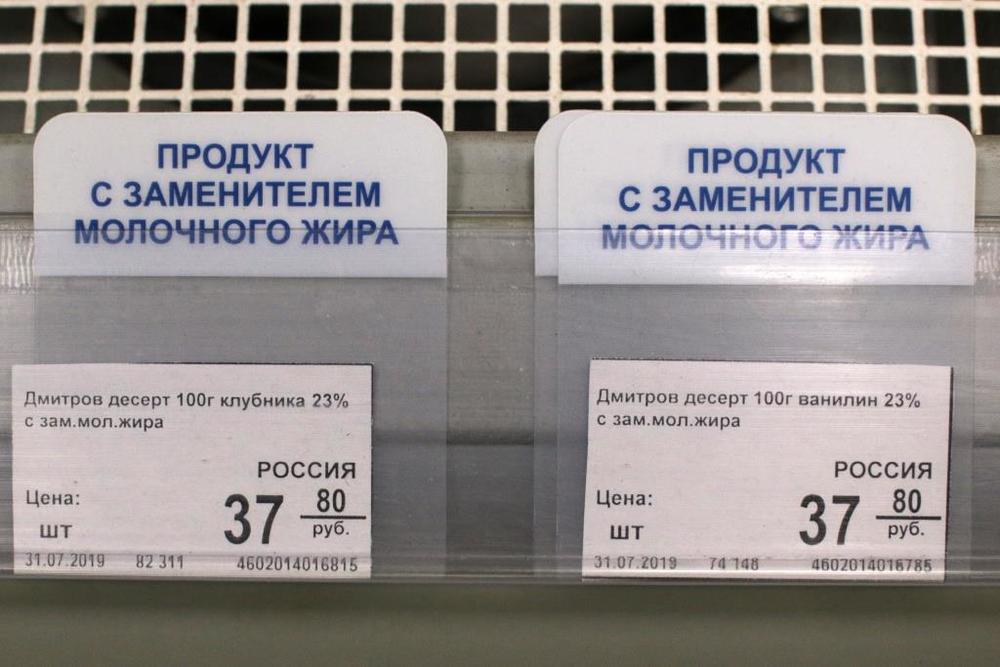 ПРОДУКТ
С ЗАМЕНИТЕЛЕМ
МОЛОЧНОГО ЖИРА
ПРОДУКТ
С ЗАМЕНИТЕЛЕМ
МОЛОЧНОГО ЖИРА
Дмитров десерт 100г клубника 23%
с зам.мол.жира
РОССИЯ
Цена:
37 80
шт
руб.
31.07.2019 82 311 4602014016815
Дмитров десерт 100г ванилин 23%
с зам.мол.жира
РОССИЯ
Цена:
37 80
шт
руб.
31.07.2019 74 148 4602014016785